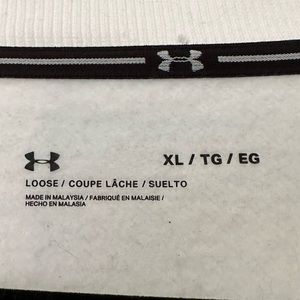 XL / TG / EG
LOOSE / COUPE LÂCHE / SUELTO
MADE IN MALAYSIA / FABRIQUÉ EN MALAISIE /
HECHO EN MALASIA